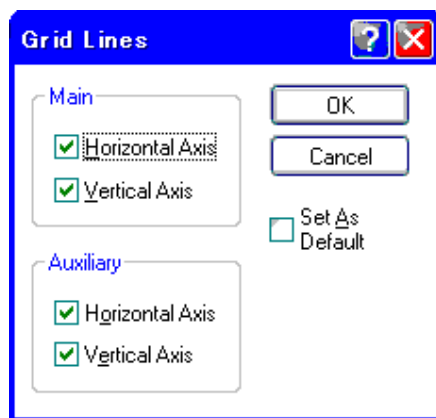 Grid Lines
Main
Horizontal Axis
Vertical Axis
Auxiliary
Horizontal Axis
Vertical Axis
OK
Cancel
Set As
Default